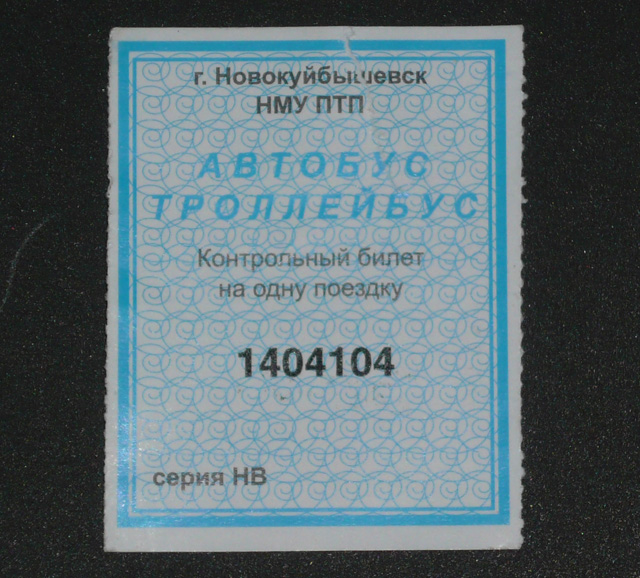 г. Новокуйбышевск
НМУ ПТП
АВТОБУС
ТРОЛЛЕЙБУС
Контрольный билет
на одну поездку
1404104
серия НВ